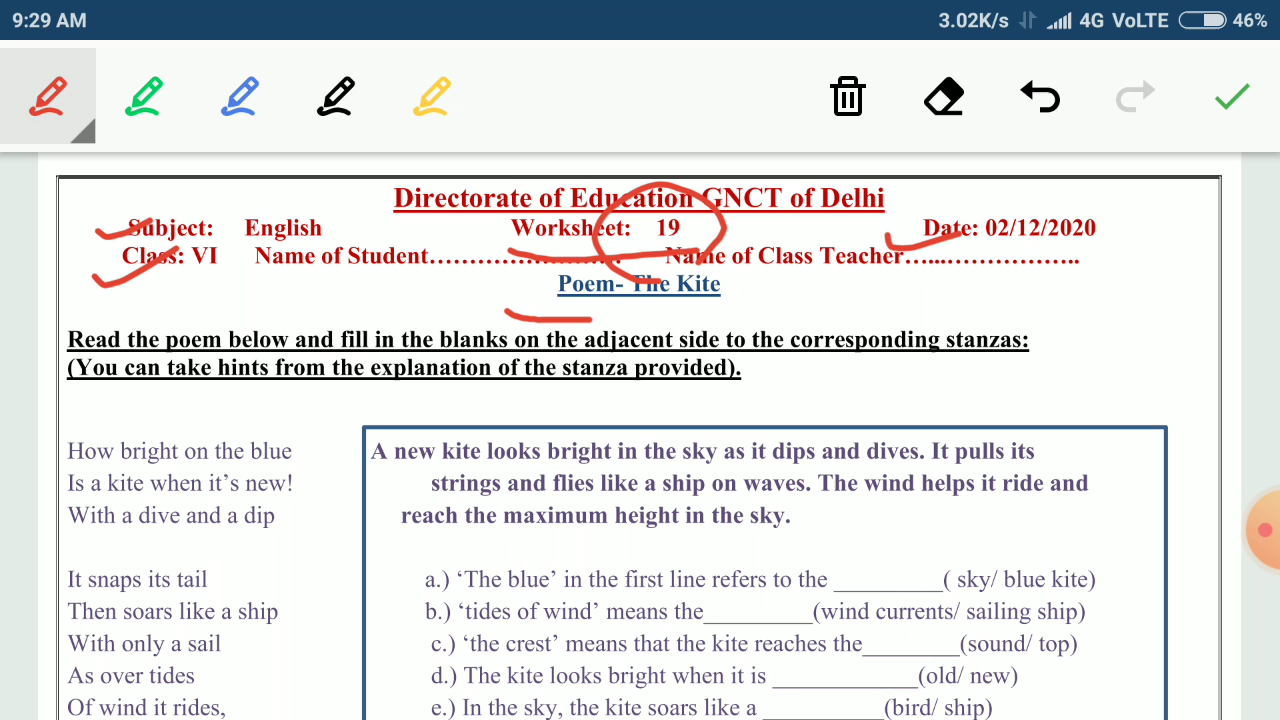 9:29 AM 3.02K/s 4G VoLTE 46%
Directorate of Education GNCT of Delhi
Subject: English Worksheet: 19 Date: 02/12/2020
Class: VI Name of Student…………………… Name of Class Teacher…...……………..
Poem- The Kite
Read the poem below and fill in the blanks on the adjacent side to the corresponding stanzas:
(You can take hints from the explanation of the stanza provided).
How bright on the blue
Is a kite when it’s new!
With a dive and a dip
It snaps its tail
Then soars like a ship
With only a sail
As over tides
Of wind it rides,
A new kite looks bright in the sky as it dips and dives. It pulls its
strings and flies like a ship on waves. The wind helps it ride and
reach the maximum height in the sky.
a.) ‘The blue’ in the first line refers to the _________( sky/ blue kite)
b.) ‘tides of wind’ means the_________(wind currents/ sailing ship)
c.) ‘the crest’ means that the kite reaches the________(sound/ top)
d.) The kite looks bright when it is ____________(old/ new)
e.) In the sky, the kite soars like a __________(bird/ ship)